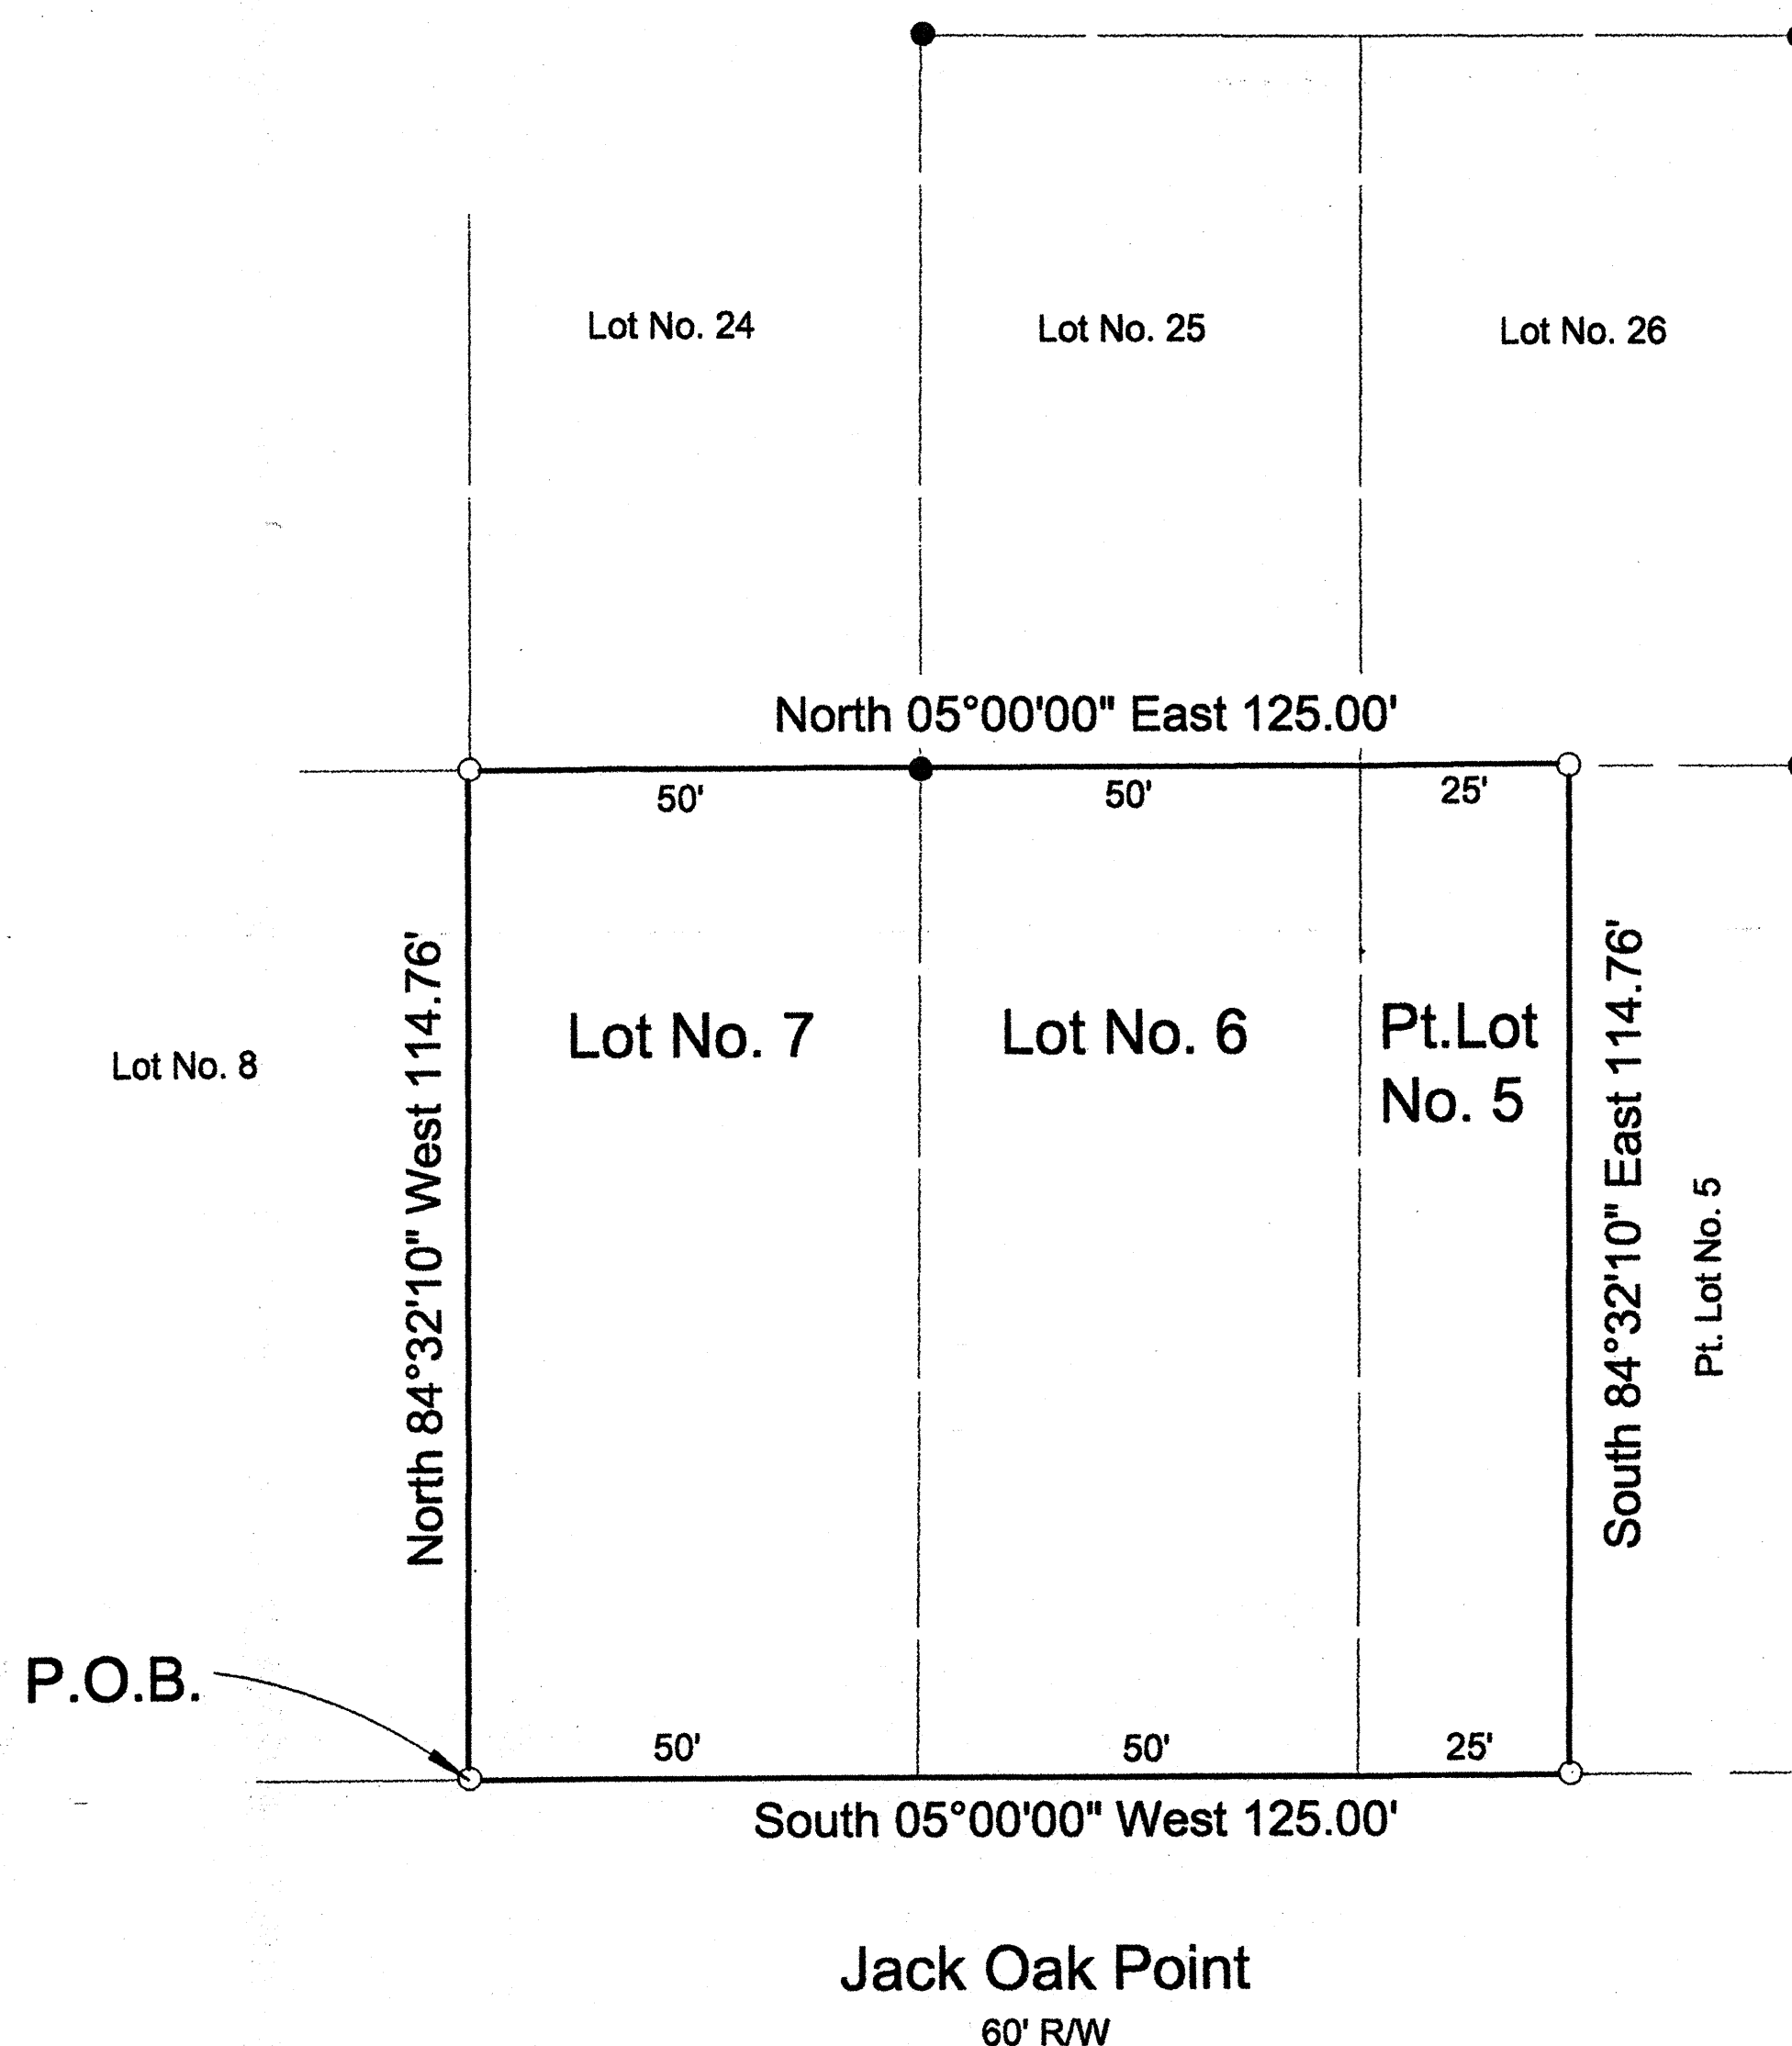 Lot No. 24
Lot No. 25
Lot No. 26
North 05°00'00" East 125.00'
50'
50'
25'
Lot No. 8
North 84°32'10" West 114.76'
Lot No. 7
Lot No. 6
Pt.Lot
No. 5
South 84°32'10" East 114.76'
Pt. Lot No. 5
P.O.B.
50'
50'
25'
South 05°00'00" West 125.00'
Jack Oak Point
60' R/W